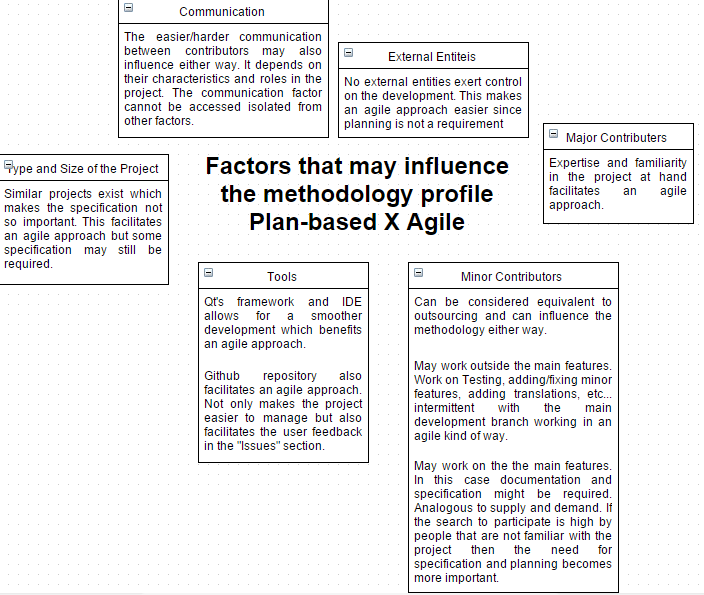 Communication
The easier/harder communication
between contributors may also
influence either way. It depends on
their characteristics and roles in the
project. The communication factor
cannot be accessed isolated from
other factors.
External Entiteis
No external entities exert control
on the development. This makes
an agile approach easier since
planning is not a requirement
Major Contributers
Expertise and familiarity
in the project at hand
facilitates an agile
approach.
Type and Size of the Project
Similar projects exist which
makes the specification not
so important. This facilitates
an agile approach but some
specification may still be
required.
Factors that may influence
the methodology profile
Plan-based X Agile
Tools
Qt's framework and IDE
allows for a smoother
development which benefits
an agile approach.
Github repository also
facilitates an agile approach.
Not only makes the project
easier to manage but also
facilitates the user feedback
in the "Issues" section.
Minor Contributors
Can be considered equivalent to
outsourcing and can influence the
methodology either way.
May work outside the main features.
Work on Testing, adding/fixing minor
features, adding translations, etc...
intermittent with the main
development branch working in an
agile kind of way.
May work on the the main features.
In this case documentation and
specification might be required.
Analogous to supply and demand. If
the search to participate is high by
people that are not familiar with the
project then the need for
specification and planning becomes
more important.